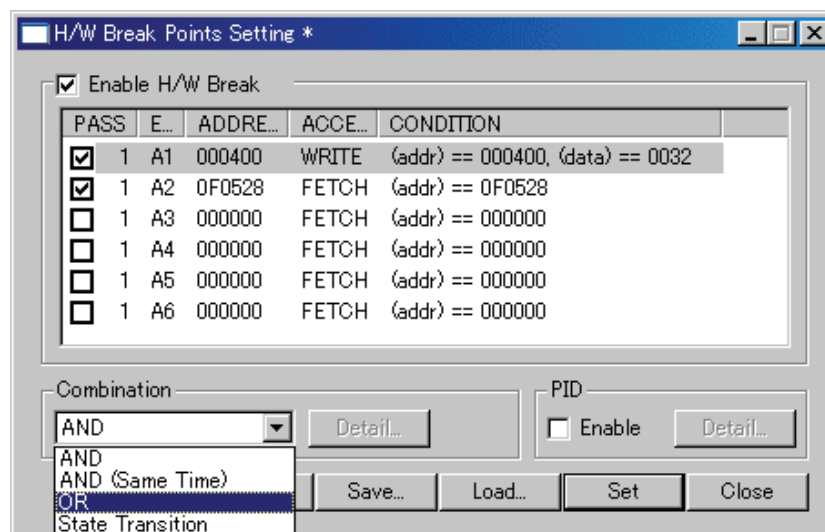 H/W Break Points Setting *
Enable H/W Break
PASS E... ADDRE... ACCE... CONDITION
1 A1 000400 WRITE (addr) == 000400, (data) == 0032
1 A2 0F0528 FETCH (addr) == 0F0528
1 A3 000000 FETCH (addr) == 000000
1 A4 000000 FETCH (addr) == 000000
1 A5 000000 FETCH (addr) == 000000
1 A6 000000 FETCH (addr) == 000000
Combination
PID
AND
Detail...
Enable
Detail...
AND
AND (Same Time)
OR
State Transition
Save...
Load...
Set
Close